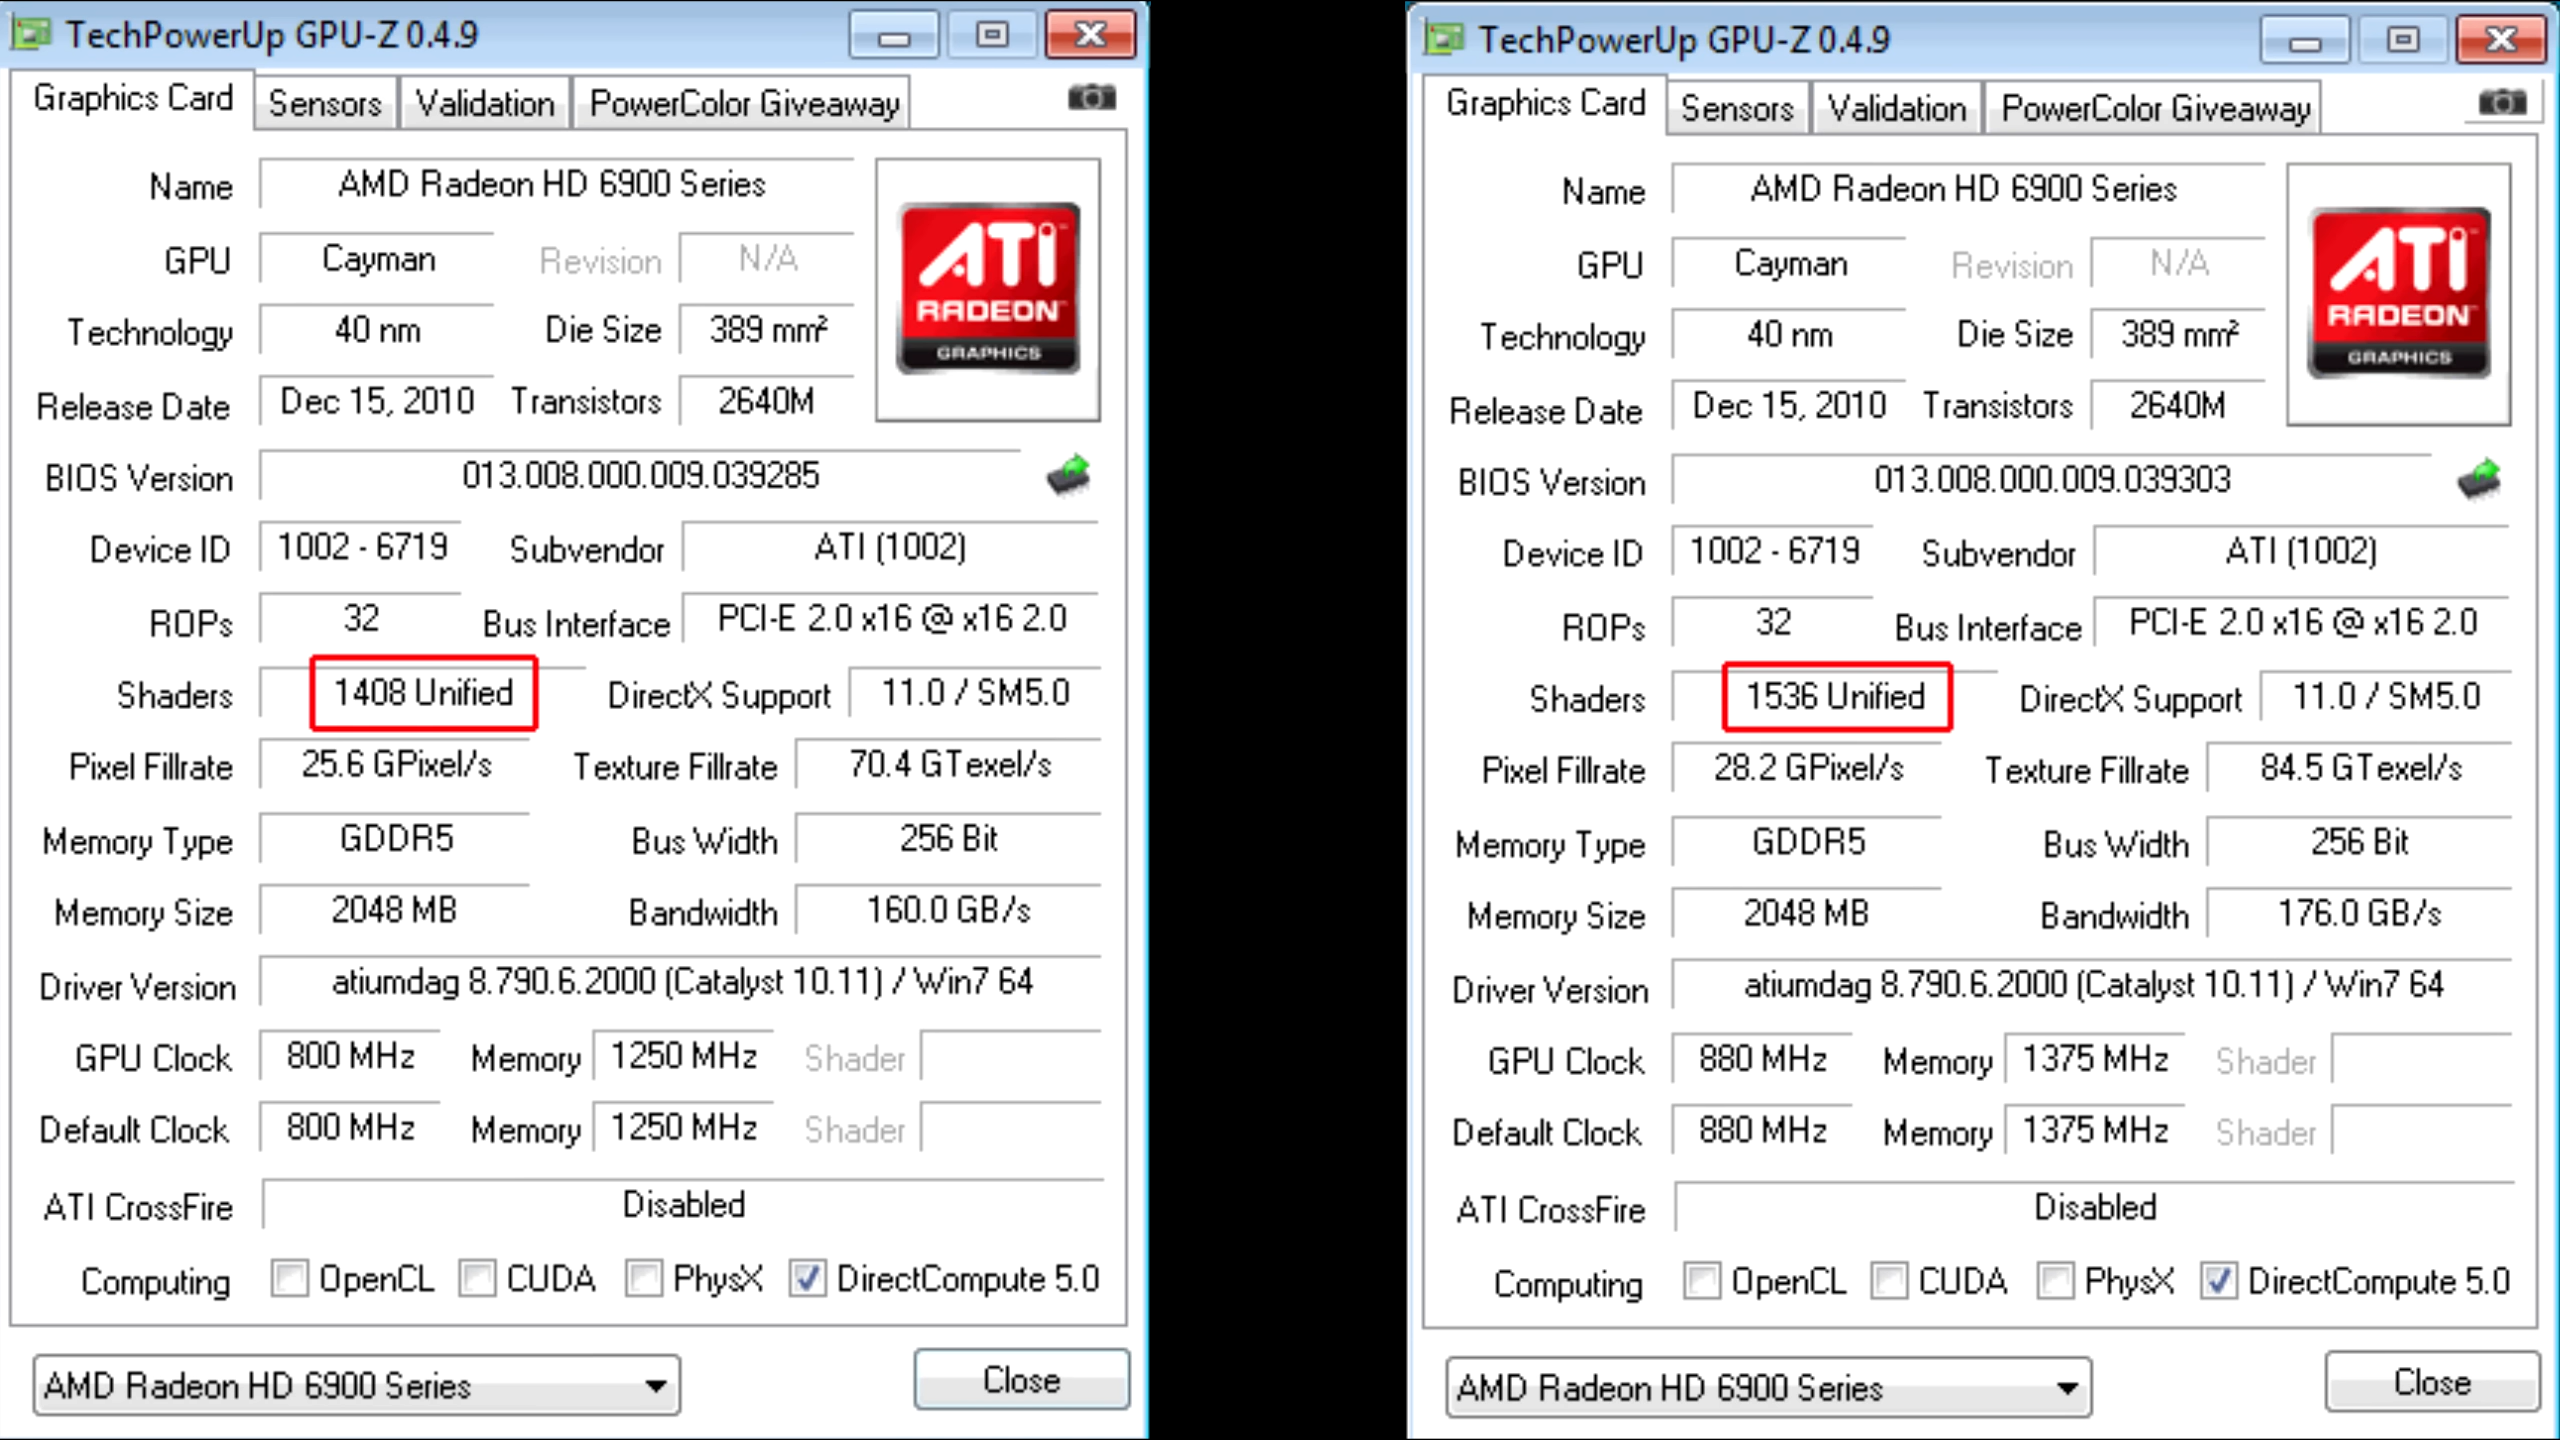 TechPowerUp GPU-Z 0.4.9
Graphics Card Sensors Validation PowerColor Giveaway
Name AMD Radeon HD 6900 Series
GPU Cayman Revision N/A
Technology 40 nm Die Size 389 mm²
Release Date Dec 15, 2010 Transistors 2640M
ATI
RADEON
GRAPHICS
BIOS Version 013.008.000.009.039285
Device ID 1002 - 6719 Subvendor ATI (1002)
ROPs 32 Bus Interface PCI-E 2.0 x16 @ x16 2.0
Shaders 1408 Unified DirectX Support 11.0 / SM5.0
Pixel Fillrate 25.6 GPixel/s Texture Fillrate 70.4 GTexel/s
Memory Type GDDR5 Bus Width 256 Bit
Memory Size 2048 MB Bandwidth 160.0 GB/s
Driver Version atiumdag 8.790.6.2000 (Catalyst 10.11) / Win7 64
GPU Clock 800 MHz Memory 1250 MHz Shader
Default Clock 800 MHz Memory 1250 MHz Shader
ATI CrossFire Disabled
Computing OpenCL CUDA PhysX DirectCompute 5.0
AMD Radeon HD 6900 Series Close
TechPowerUp GPU-Z 0.4.9
Graphics Card Sensors Validation PowerColor Giveaway
Name AMD Radeon HD 6900 Series
GPU Cayman Revision N/A
Technology 40 nm Die Size 389 mm²
Release Date Dec 15, 2010 Transistors 2640M
ATI
RADEON
GRAPHICS
BIOS Version 013.008.000.009.039303
Device ID 1002 - 6719 Subvendor ATI (1002)
ROPs 32 Bus Interface PCI-E 2.0 x16 @ x16 2.0
Shaders 1536 Unified DirectX Support 11.0 / SM5.0
Pixel Fillrate 28.2 GPixel/s Texture Fillrate 84.5 GTexel/s
Memory Type GDDR5 Bus Width 256 Bit
Memory Size 2048 MB Bandwidth 176.0 GB/s
Driver Version atiumdag 8.790.6.2000 (Catalyst 10.11) / Win7 64
GPU Clock 880 MHz Memory 1375 MHz Shader
Default Clock 880 MHz Memory 1375 MHz Shader
ATI CrossFire Disabled
Computing OpenCL CUDA PhysX DirectCompute 5.0
AMD Radeon HD 6900 Series Close